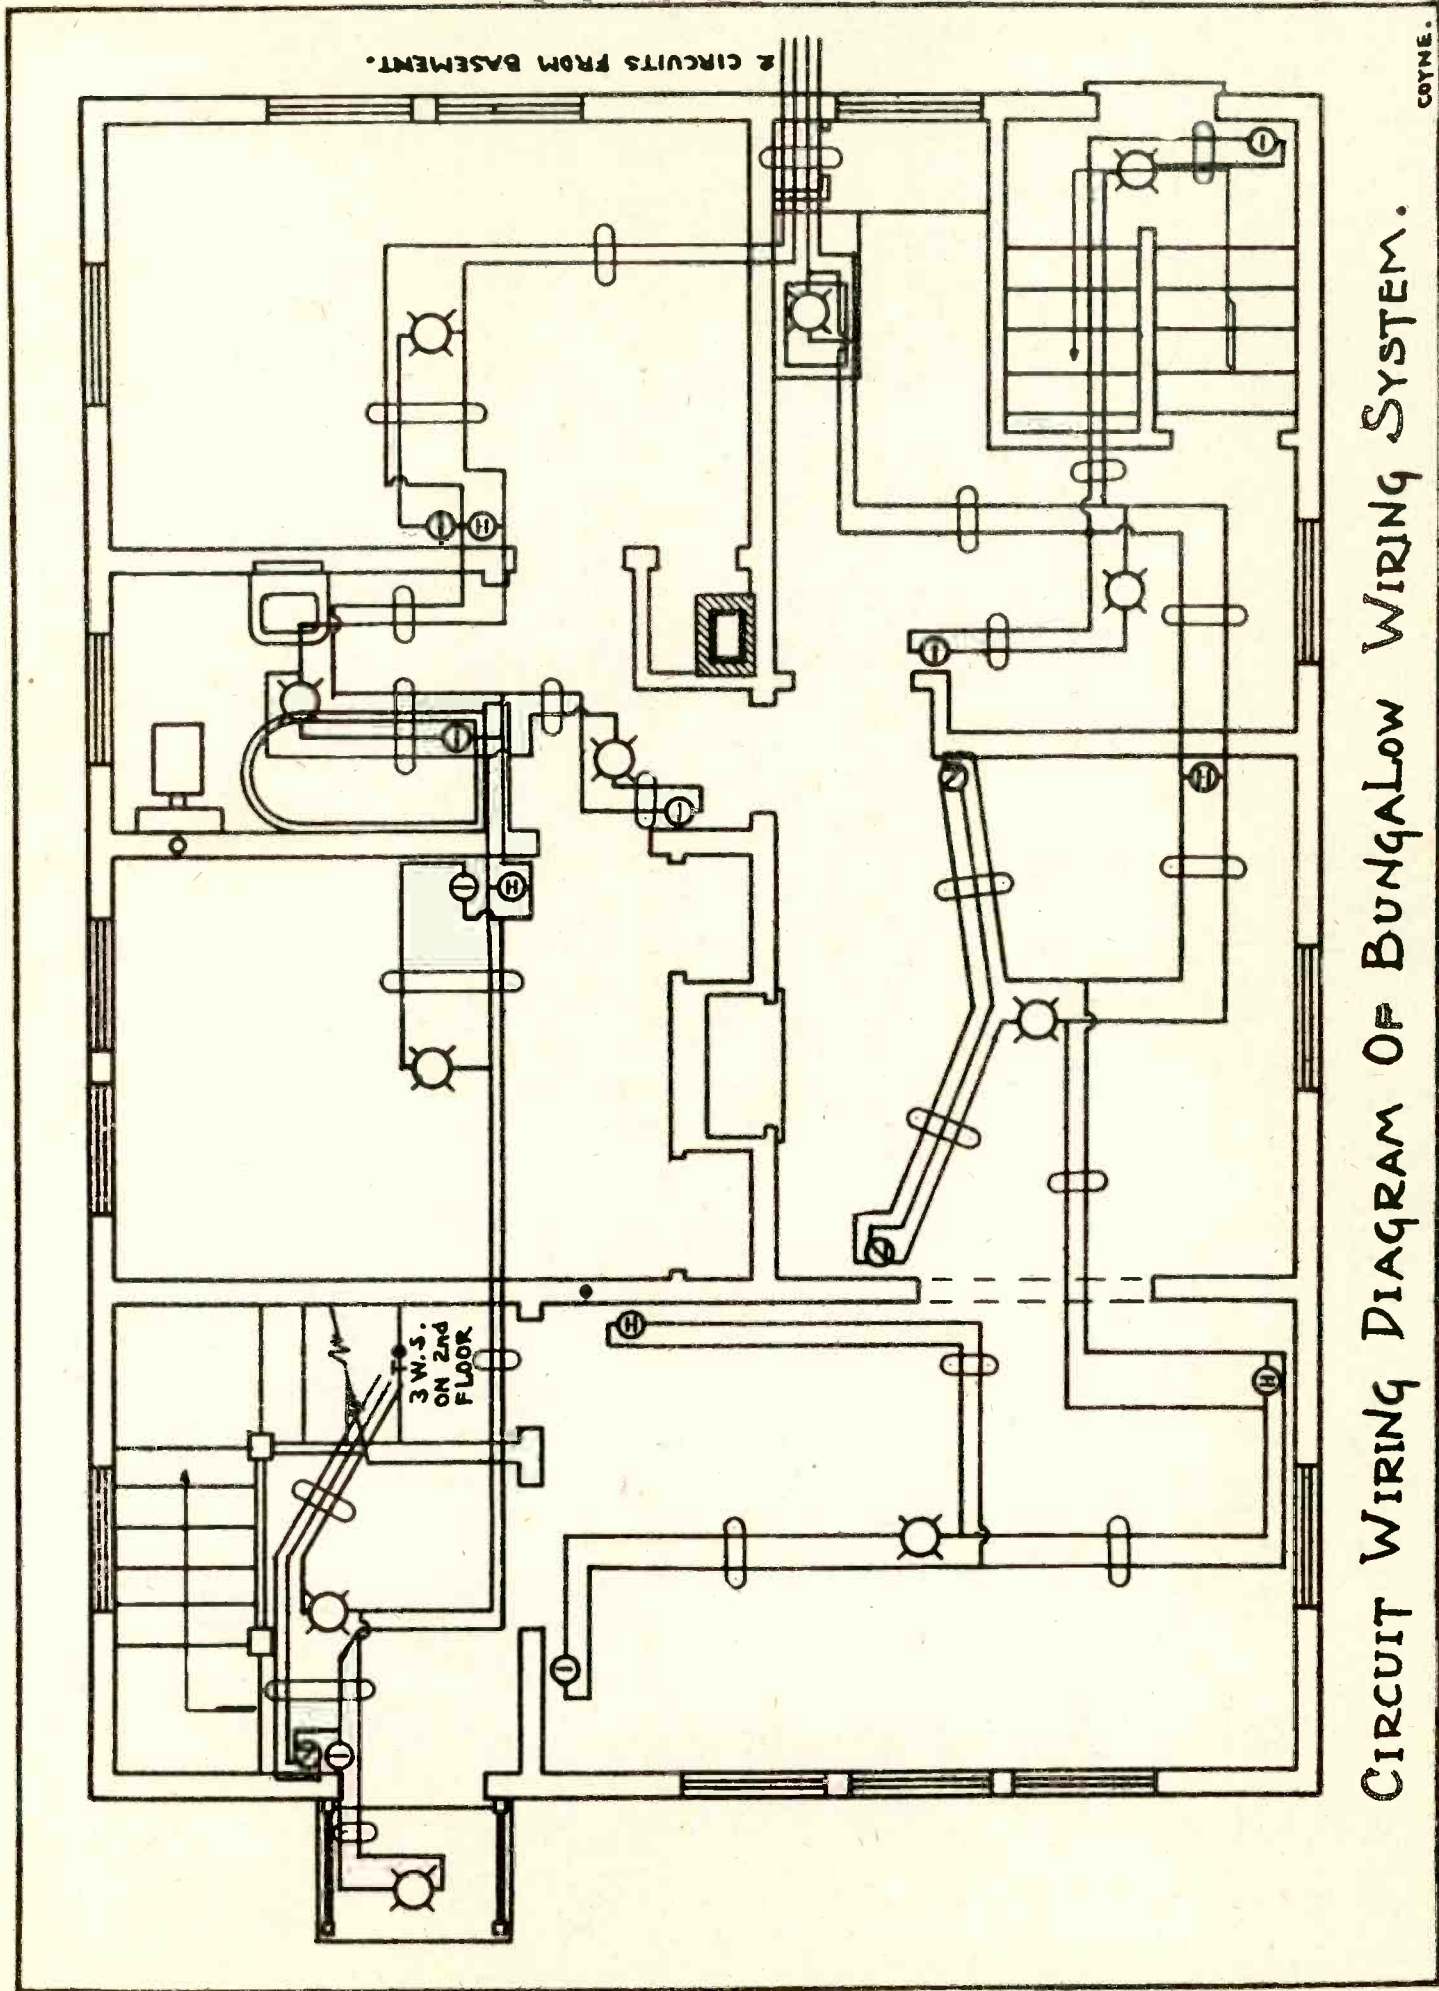 2 CIRCUITS FROM BASEMENT.
3 W.S.
ON 2nd
FLOOR
CIRCUIT WIRING DIAGRAM OF BUNGALOW WIRING SYSTEM.
COYNE.